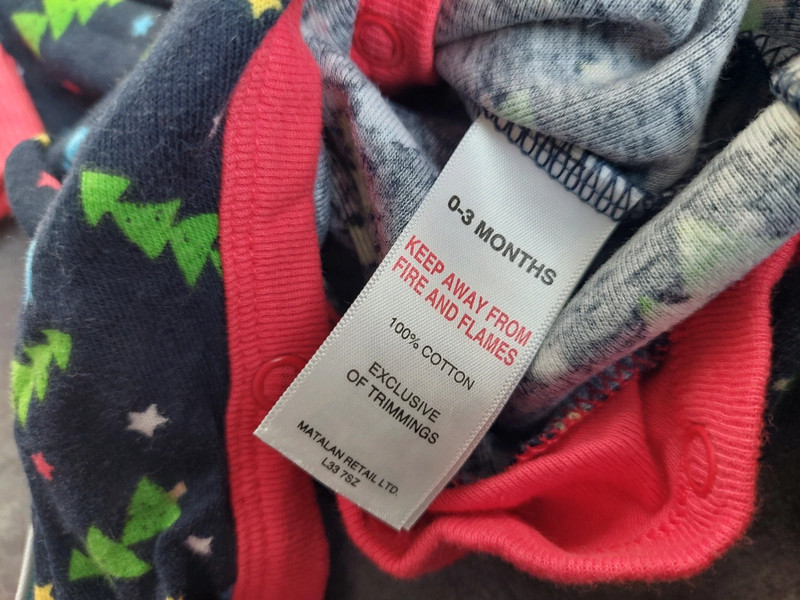 0-3 MONTHS
KEEP AWAY FROM
FIRE AND FLAMES
100% COTTON
EXCLUSIVE
OF TRIMMINGS
MATALAN RETAIL LTD.
L33 7SZ